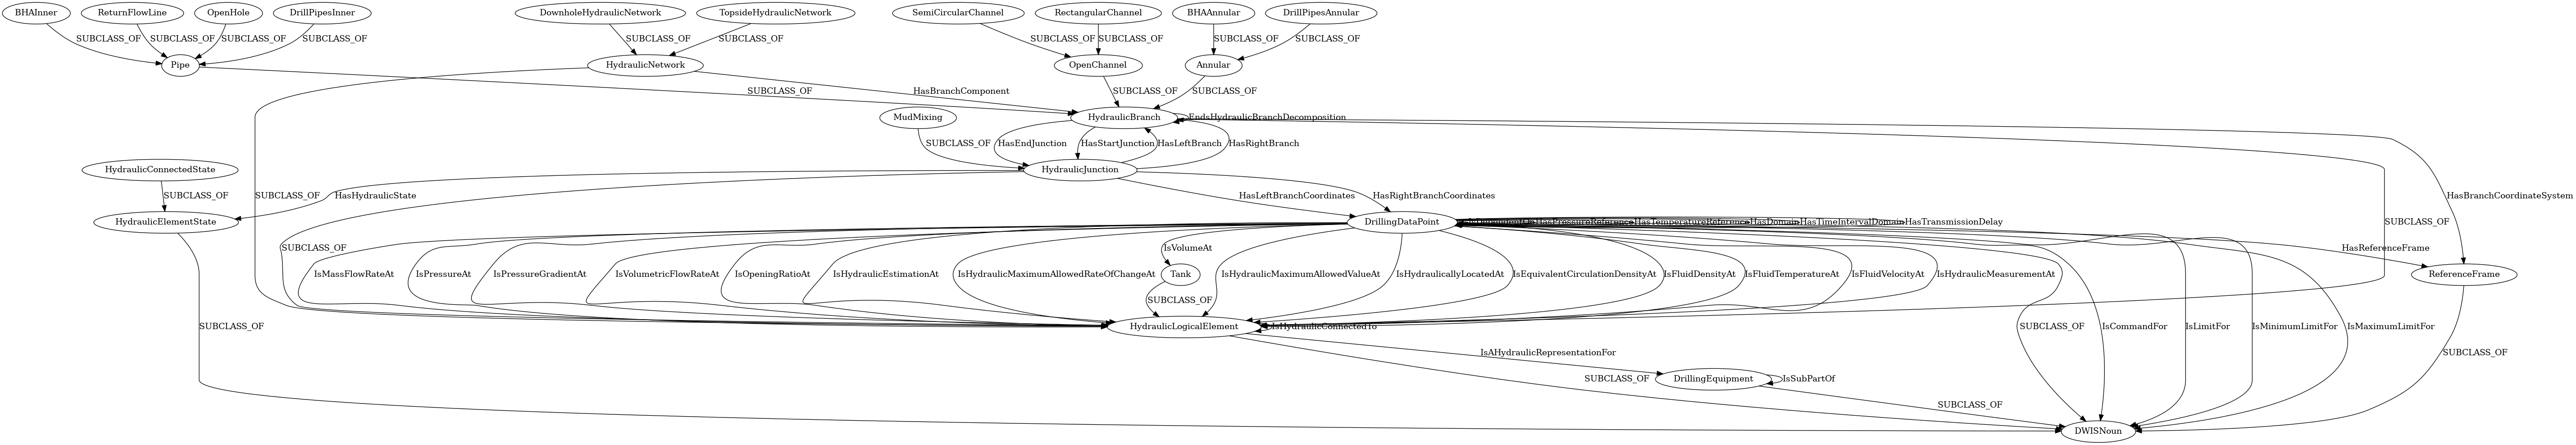 BHAInner
ReturnFlowLine
OpenHole
DrillPipesInner
DownholeHydraulicNetwork
TopsideHydraulicNetwork
SemiCircularChannel
RectangularChannel
BHAAnnular
DrillPipesAnnular
SUBCLASS_OF
SUBCLASS_OF
SUBCLASS_OF
SUBCLASS_OF
SUBCLASS_OF
SUBCLASS_OF
SUBCLASS_OF
SUBCLASS_OF
SUBCLASS_OF
SUBCLASS_OF
Pipe
HydraulicNetwork
OpenChannel
Annular
SUBCLASS_OF
HasBranchComponent
SUBCLASS_OF
SUBCLASS_OF
MudMixing
HydraulicBranch
EndsHydraulicBranchDecomposition
SUBCLASS_OF
HasEndJunction
HasStartJunction
HasLeftBranch
HasRightBranch
HydraulicConnectedState
HydraulicJunction
SUBCLASS_OF
SUBCLASS_OF
HasHydraulicState
HasLeftBranchCoordinates
HasRightBranchCoordinates
HasBranchCoordinateSystem
HydraulicElementState
DrillingDataPoint
HasPressureReference
HasTemperatureReference
HasDomain
HasTimeIntervalDomain
HasTransmissionDelay
SUBCLASS_OF
SUBCLASS_OF
IsVolumeAt
HasReferenceFrame
IsMassFlowRateAt
IsPressureAt
IsPressureGradientAt
IsVolumetricFlowRateAt
IsOpeningRatioAt
IsHydraulicEstimationAt
IsHydraulicMaximumAllowedRateOfChangeAt
Tank
IsHydraulicMaximumAllowedValueAt
IsHydraulicallyLocatedAt
IsEquivalentCirculationDensityAt
IsFluidDensityAt
IsFluidTemperatureAt
IsFluidVelocityAt
IsHydraulicMeasurementAt
ReferenceFrame
SUBCLASS_OF
SUBCLASS_OF
HydraulicLogicalElement
IsHydraulicConnectedTo
SUBCLASS_OF
IsCommandFor
IsLimitFor
IsMinimumLimitFor
IsMaximumLimitFor
IsAHydraulicRepresentationFor
SUBCLASS_OF
SUBCLASS_OF
DrillingEquipment
IsSubPartOf
SUBCLASS_OF
DWISNoun